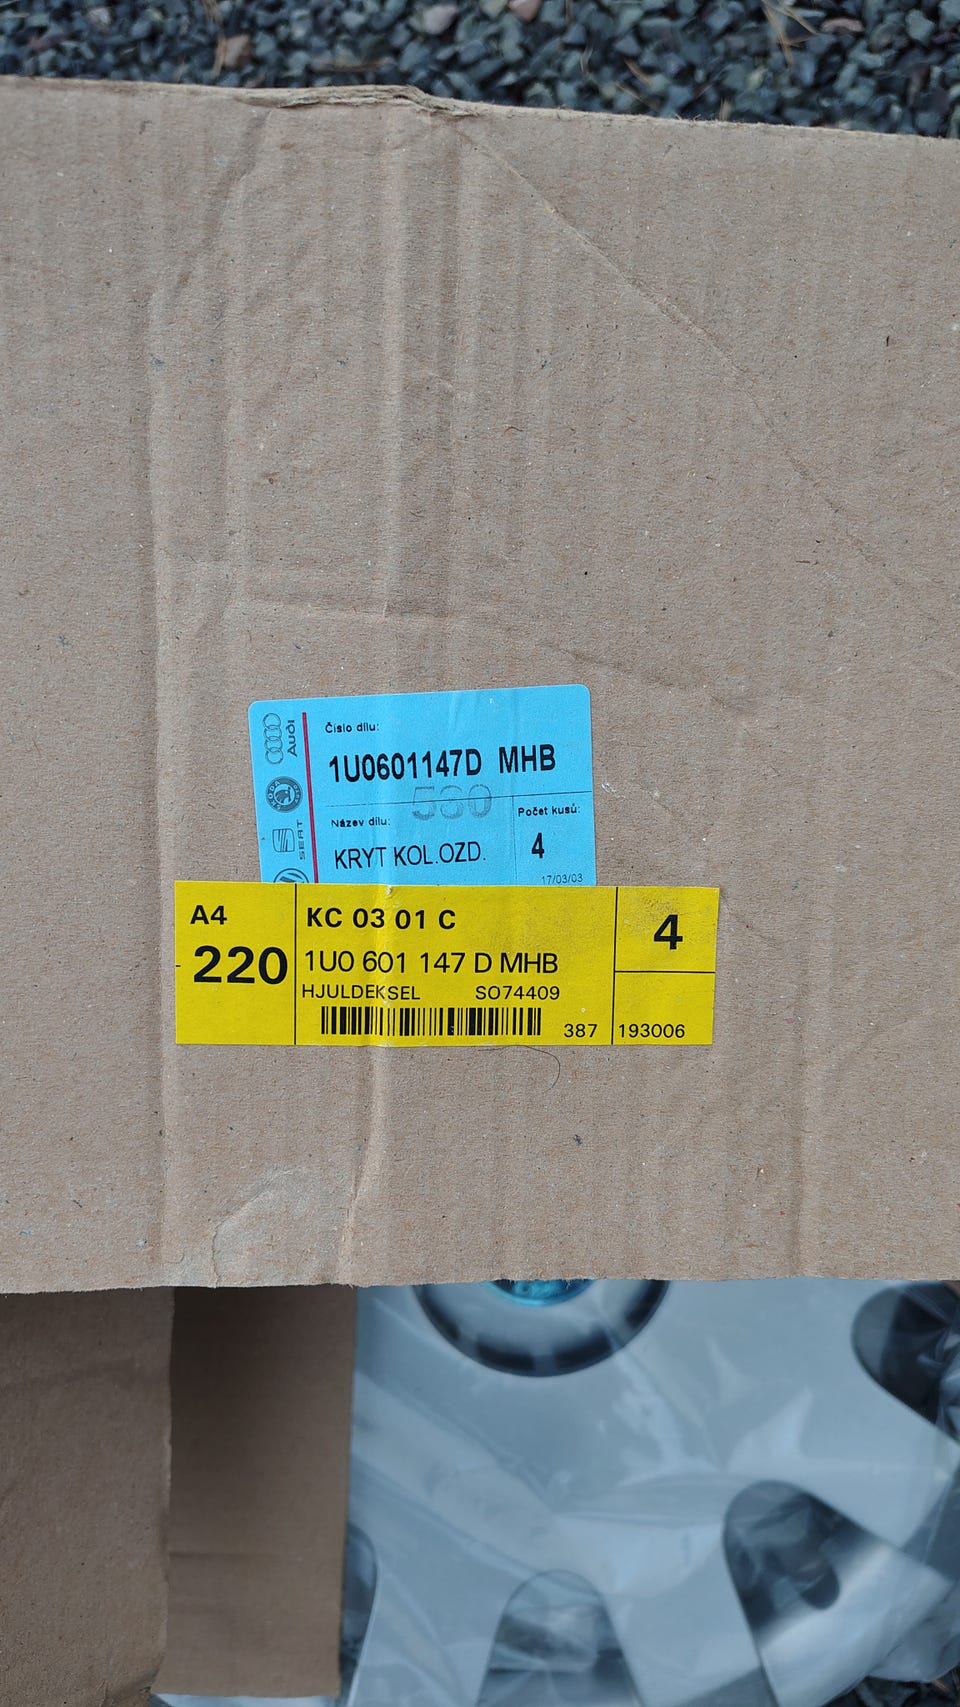 Audi
ŠKODA
SEAT
Číslo dílu:
1U0601147D MHB
580
Název dílu:
KRYT KOL.OZD.
Počet kusů:
4
17/03/03
A4
220
KC 03 01 C
1U0 601 147 D MHB
HJULDEKSEL SO74409
387
4
193006